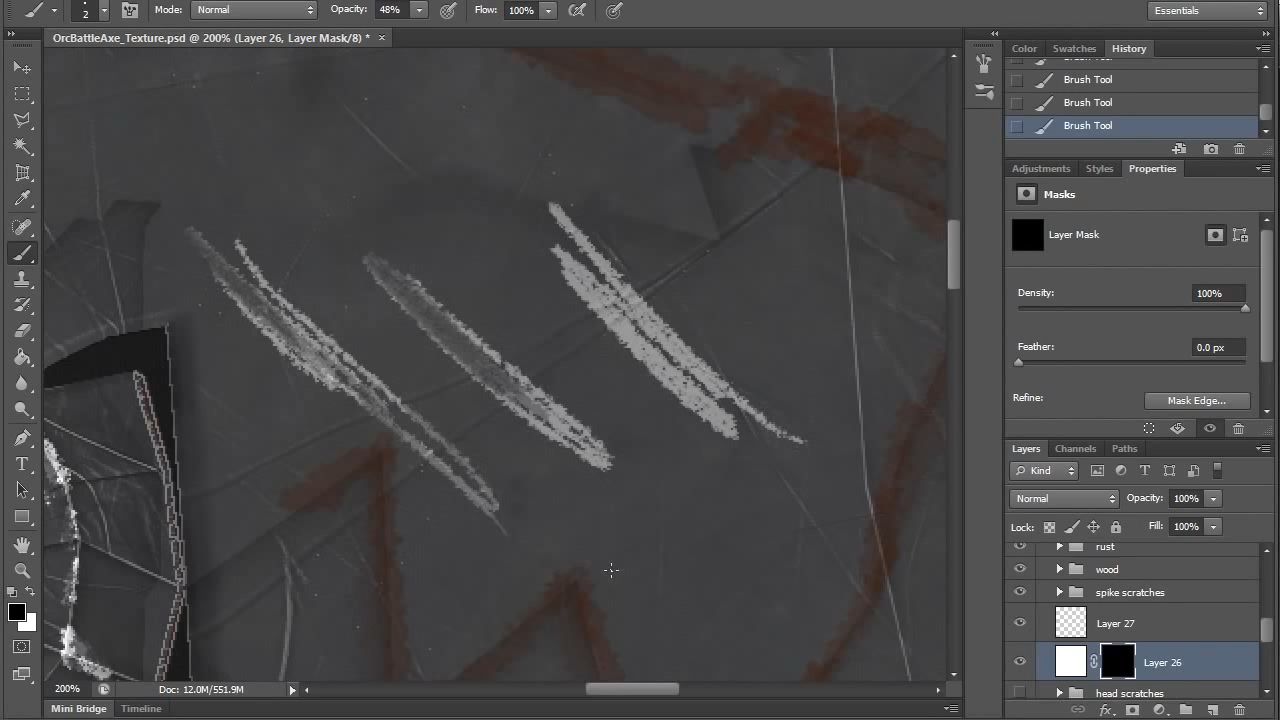 2
Mode: Normal Opacity: 48% Flow: 100% Essentials
OrcBattleAxe_Texture.psd @ 200% (Layer 26, Layer Mask/8) * ×
Color Swatches History
Brush Tool
Brush Tool
Brush Tool
Brush Tool
Adjustments Styles Properties
Masks
Layer Mask
Density: 100%
Feather: 0.0 px
Refine: Mask Edge...
Layers Channels Paths
Kind
Normal Opacity: 100%
Lock: Fill: 100%
rust
wood
spike scratches
Layer 27
Layer 26
head scratches
200% Doc: 12.0M/551.9M
Mini Bridge Timeline